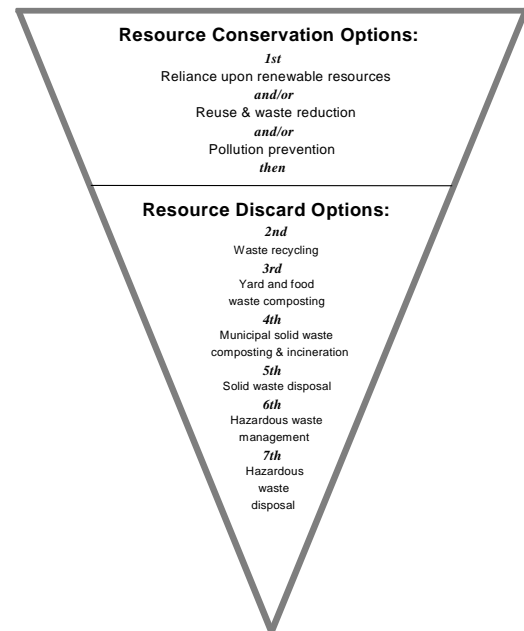 Resource Conservation Options:
1st
Reliance upon renewable resources
and/or
Reuse & waste reduction
and/or
Pollution prevention
then
Resource Discard Options:
2nd
Waste recycling
3rd
Yard and food
waste composting
4th
Municipal solid waste
composting & incineration
5th
Solid waste disposal
6th
Hazardous waste
management
7th
Hazardous
waste
disposal